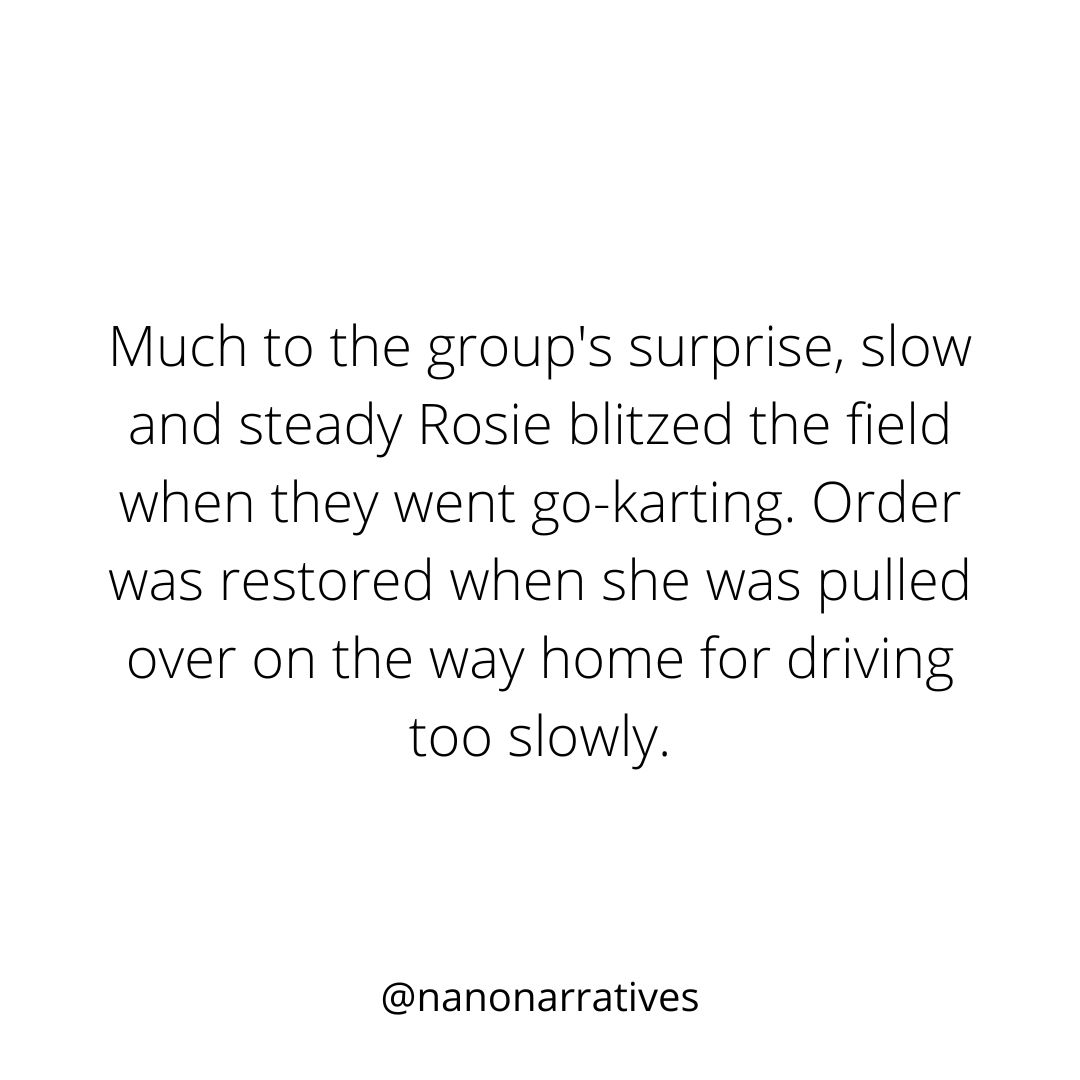 Much to the group's surprise, slow
and steady Rosie blitzed the field
when they went go-karting. Order
was restored when she was pulled
over on the way home for driving
too slowly.
@nanonarratives